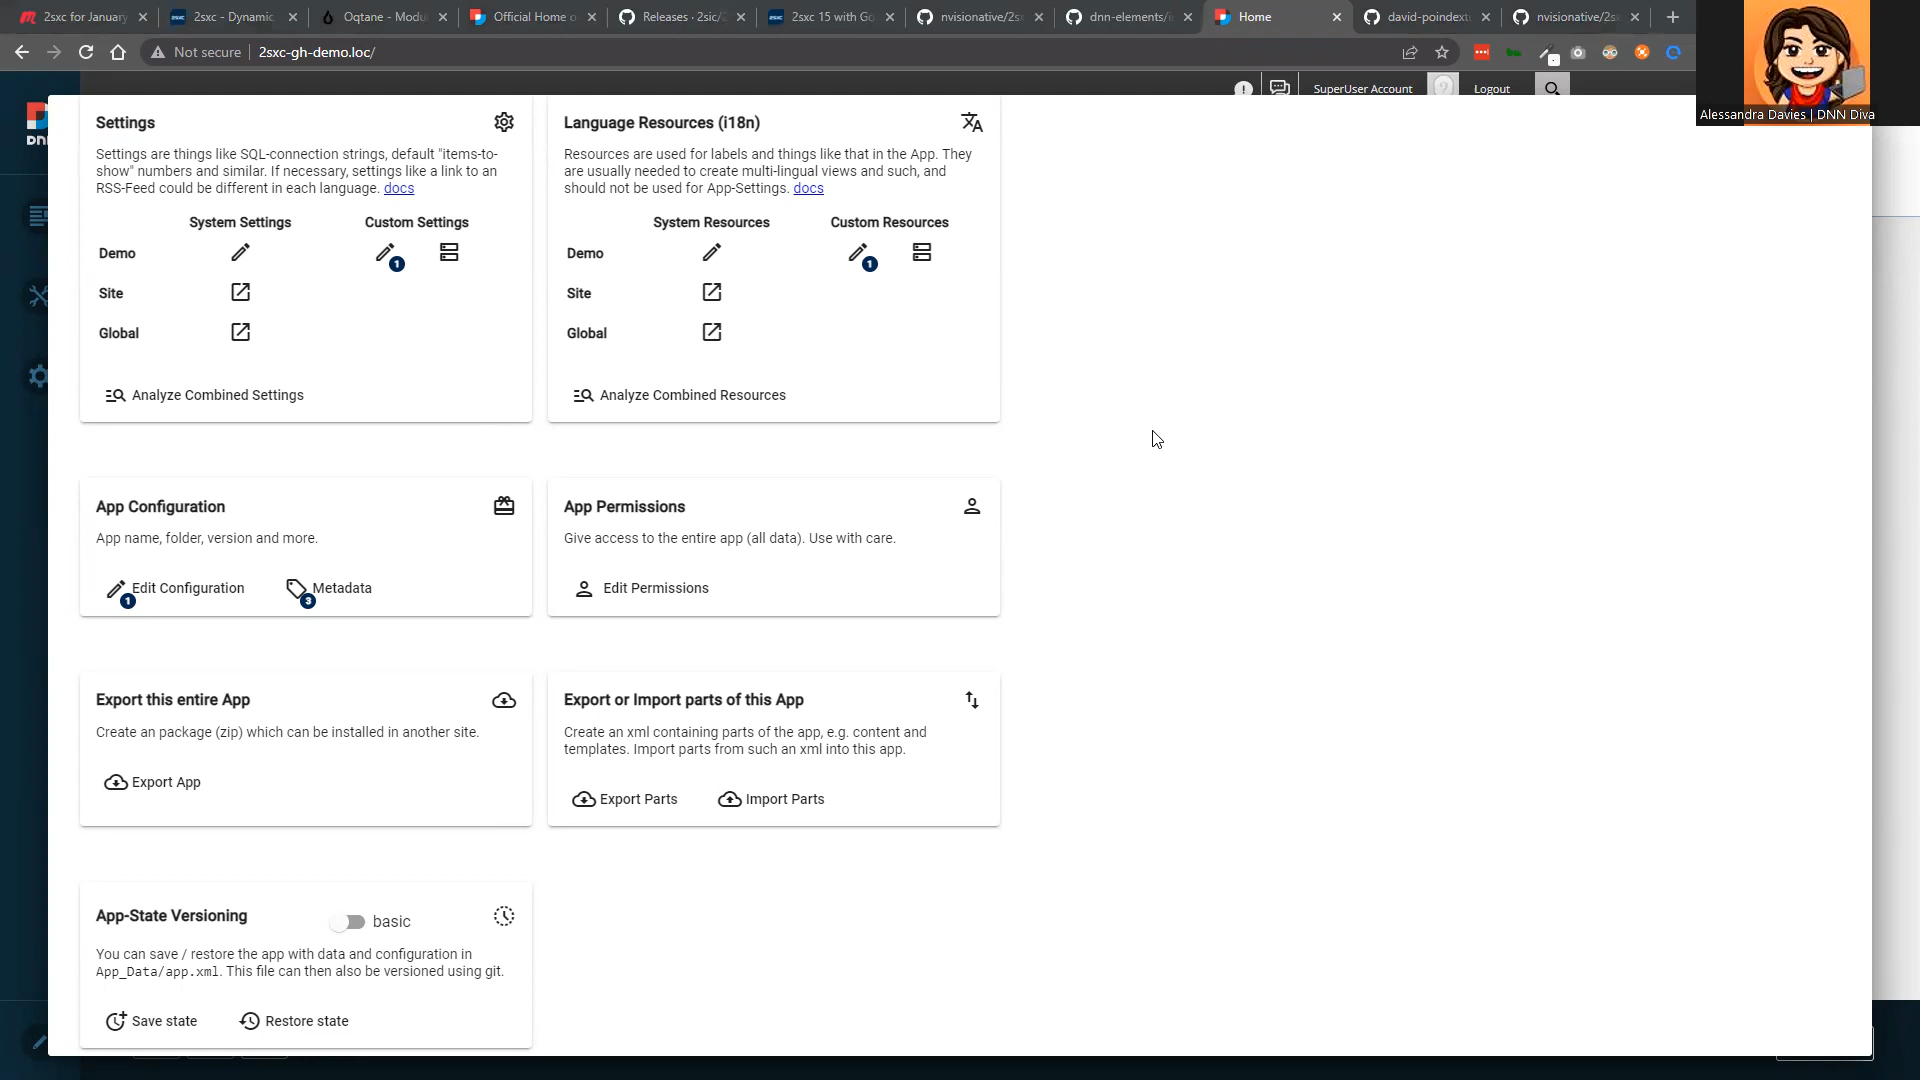 2sxc for January
2sxc - Dynamic
Oqtane - Modu
Official Home o
Releases · 2sic/
2sxc 15 with Go
nvisionative/2s
dnn-elements/
Home
david-poindext
nvisionative/2s
Not secure
2sxc-gh-demo.loc/
SuperUser Account
Logout
Alessandra Davies | DNN Diva
Settings
Settings are things like SQL-connection strings, default "items-to-
show" numbers and similar. If necessary, settings like a link to an
RSS-Feed could be different in each language. docs
System Settings Custom Settings
Demo
1
Site
Global
Analyze Combined Settings
Language Resources (i18n)
Resources are used for labels and things like that in the App. They
are usually needed to create multi-lingual views and such, and
should not be used for App-Settings. docs
System Resources Custom Resources
Demo
1
Site
Global
Analyze Combined Resources
App Configuration
App name, folder, version and more.
Edit Configuration Metadata
1 3
App Permissions
Give access to the entire app (all data). Use with care.
Edit Permissions
Export this entire App
Create an package (zip) which can be installed in another site.
Export App
Export or Import parts of this App
Create an xml containing parts of the app, e.g. content and
templates. Import parts from such an xml into this app.
Export Parts Import Parts
App-State Versioning basic
You can save / restore the app with data and configuration in
App_Data/app.xml. This file can then also be versioned using git.
Save state Restore state